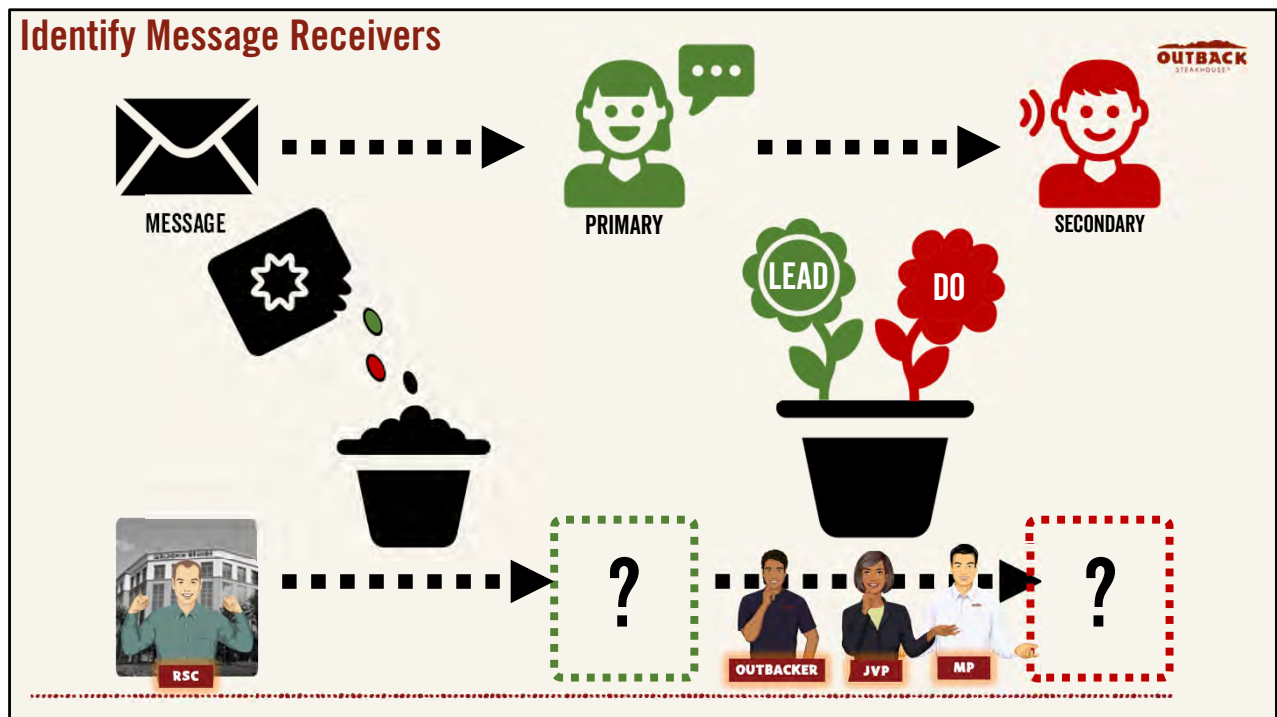 Identify Message Receivers
OUTBACK
STEAKHOUSE®
MESSAGE
PRIMARY
SECONDARY
LEAD
DO
?
?
RSC
OUTBACKER
JVP
MP